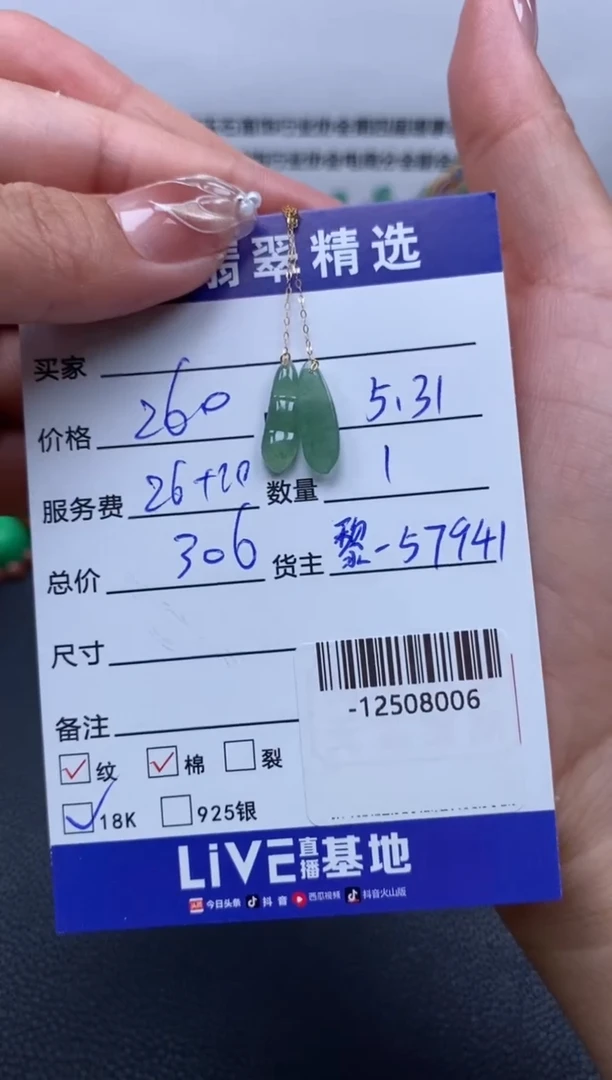 翡翠精选
买家
价格 260 5.31
服务费 26+20 数量 1
总价 306 货主 黎-57941
尺寸
-12508006
备注
纹 棉 裂
18K 925银
LiVE直播基地
今日头条 抖音 西瓜视频 抖音火山版